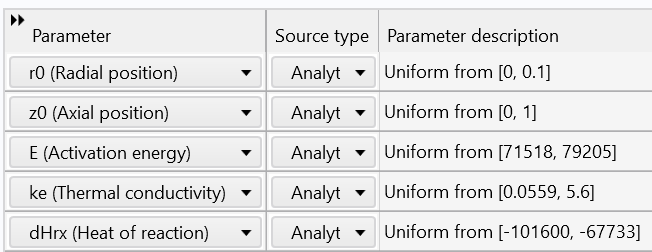 Parameter Source type Parameter description
r0 (Radial position) Analyt Uniform from [0, 0.1]
z0 (Axial position) Analyt Uniform from [0, 1]
E (Activation energy) Analyt Uniform from [71518, 79205]
ke (Thermal conductivity) Analyt Uniform from [0.0559, 5.6]
dHrx (Heat of reaction) Analyt Uniform from [-101600, -67733]